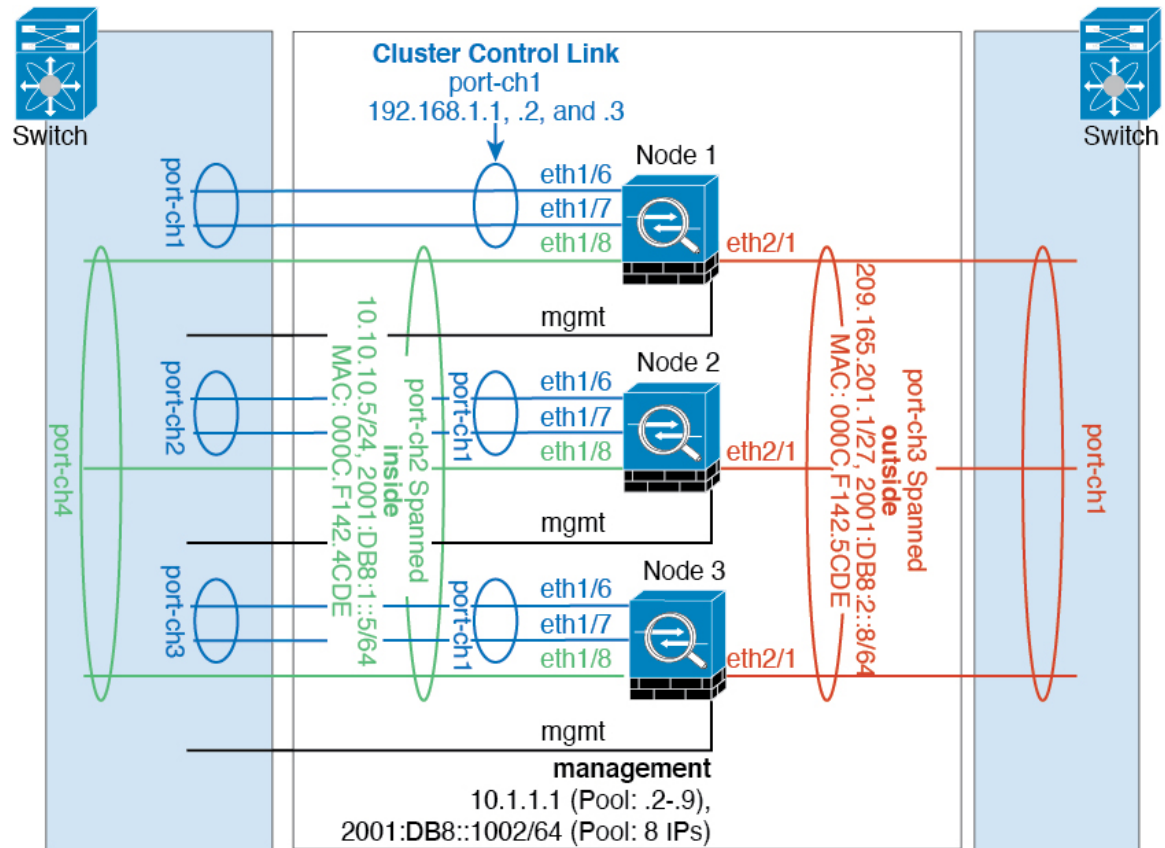 Switch
Switch
Cluster Control Link
port-ch1
192.168.1.1, .2, and .3
port-ch1
eth1/6
eth1/7
eth1/8
Node 1
eth2/1
mgmt
port-ch2
port-ch1
eth1/6
eth1/7
eth1/8
Node 2
eth2/1
mgmt
port-ch3
port-ch1
eth1/6
eth1/7
eth1/8
Node 3
eth2/1
mgmt
port-ch4
port-ch2 Spanned
inside
10.10.10.5/24, 2001:DB8:1::5/64
MAC: 000C.F142.4CDE
port-ch3 Spanned
outside
209.165.201.1/27, 2001:DB8:2::8/64
MAC: 000C.F142.5CDE
port-ch1
management
10.1.1.1 (Pool: .2-.9),
2001:DB8::1002/64 (Pool: 8 IPs)